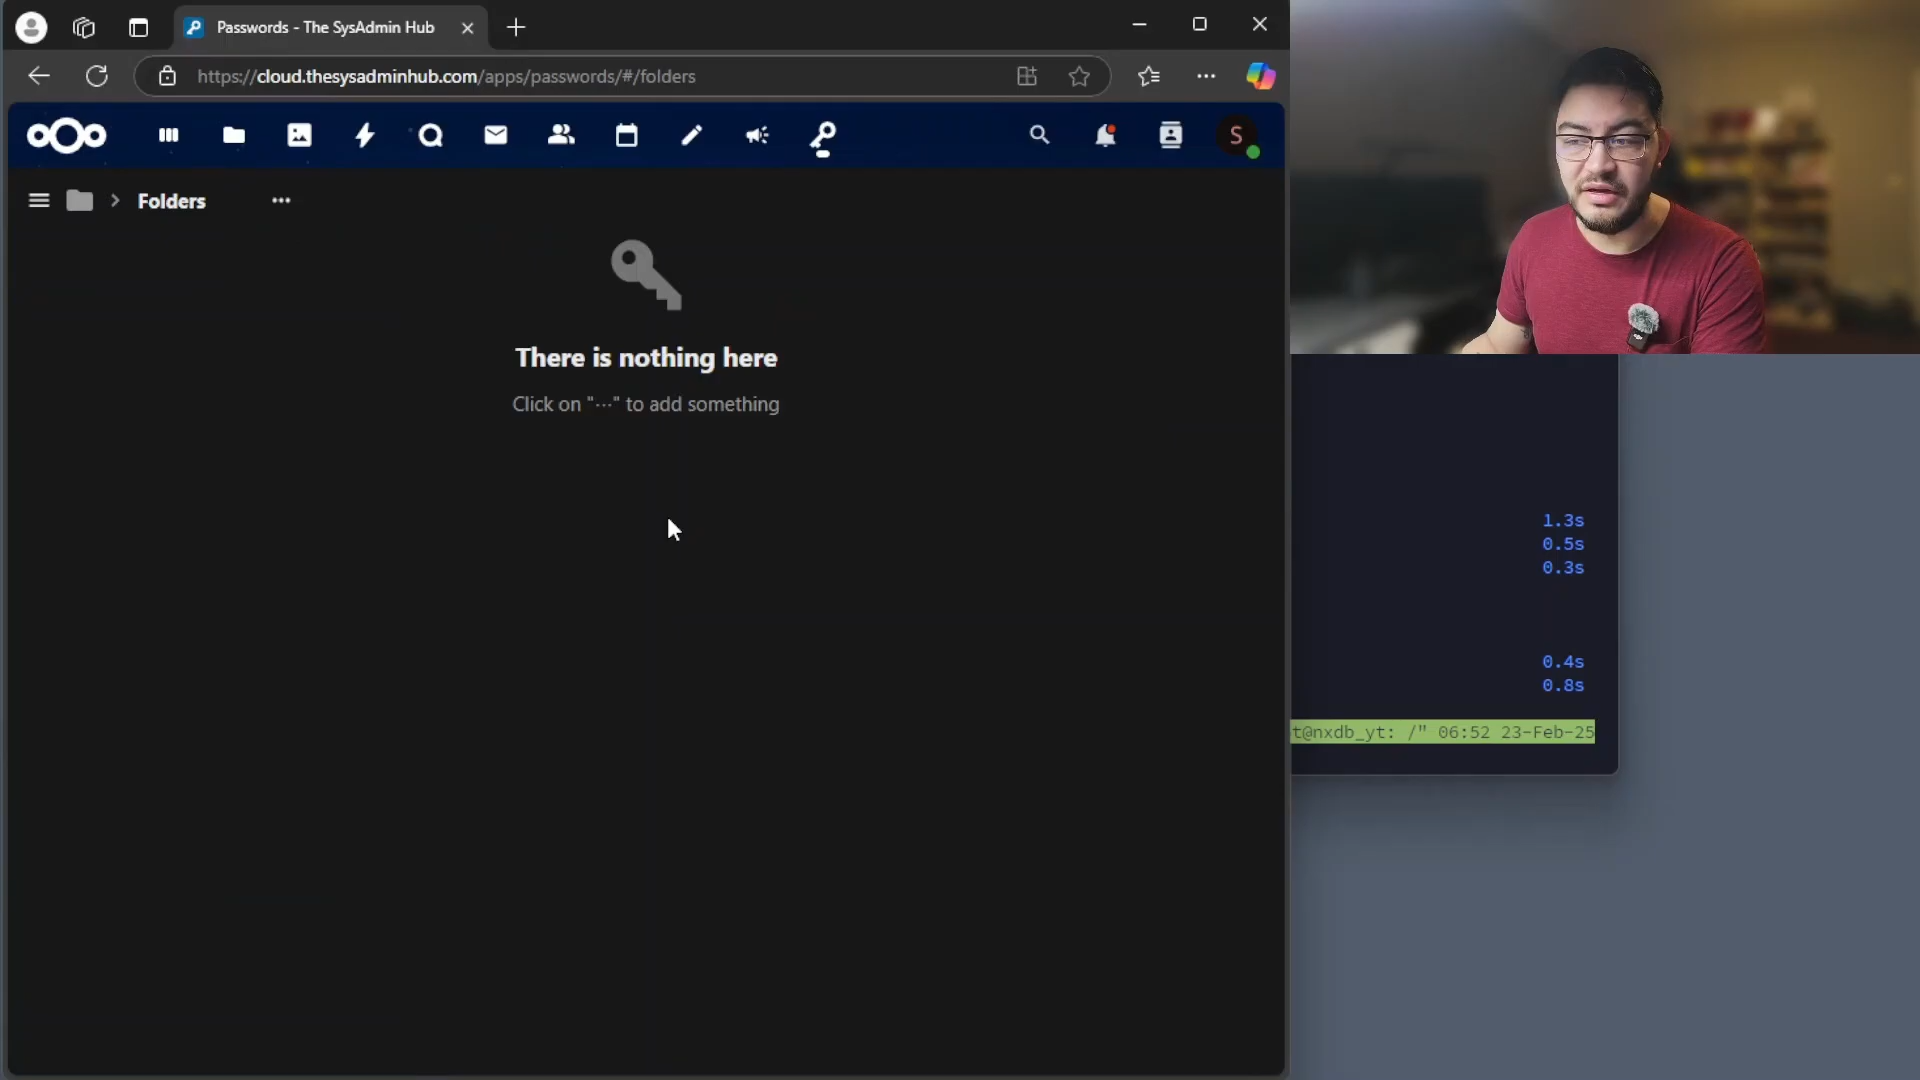 Passwords - The SysAdmin Hub
https://cloud.thesysadminhub.com/apps/passwords/#/folders
S
Folders
There is nothing here
Click on "···" to add something
1.3s
0.5s
0.3s
0.4s
0.8s
t@nxdb_yt: /" 06:52 23-Feb-25